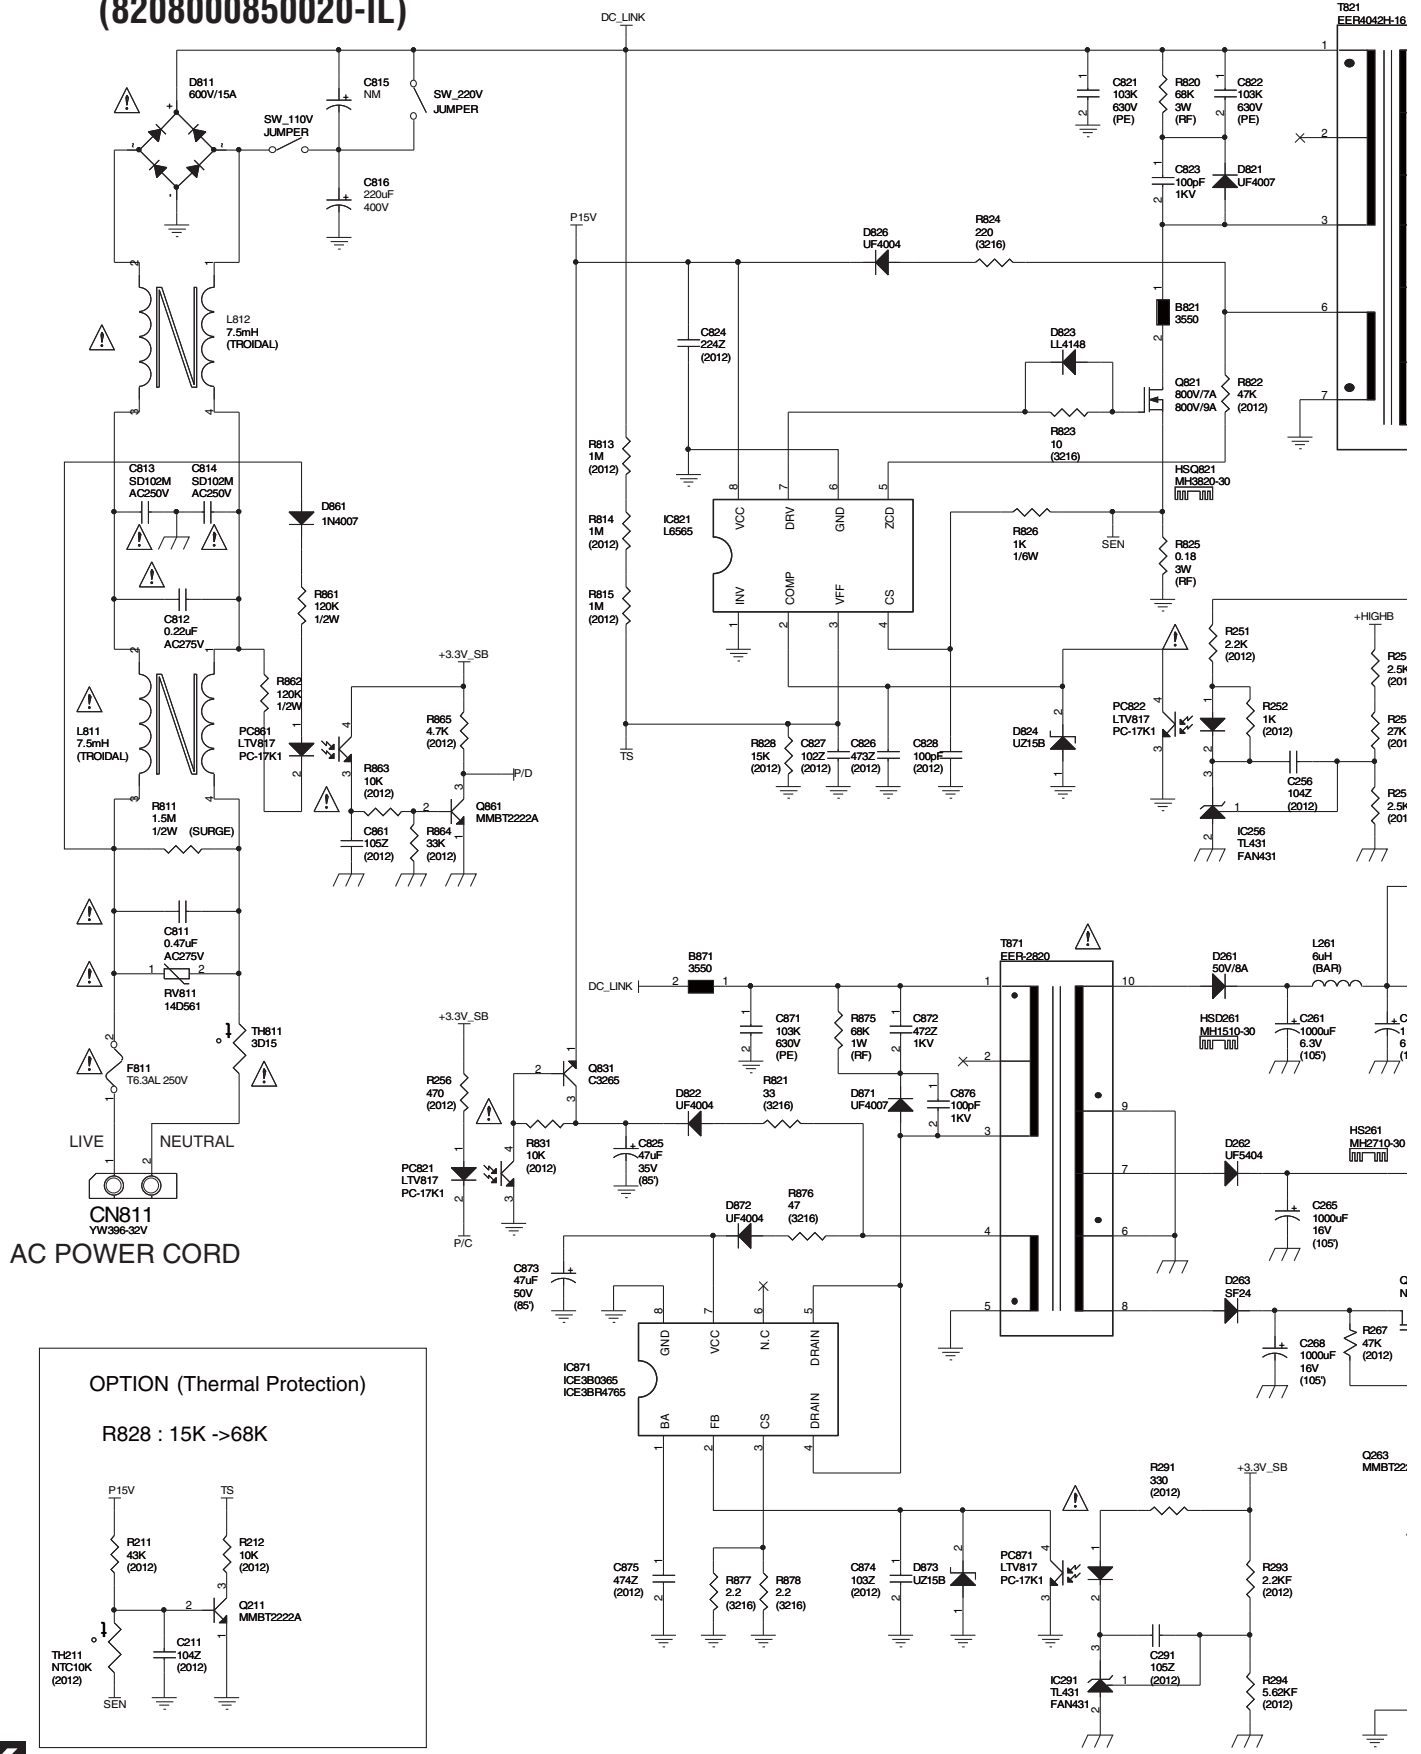 (8208000850020-IL)
DC_LINK
T821
EER4042H-16
D811
600V/15A
C815
NM
SW_220V
JUMPER
SW_110V
JUMPER
C816
220uF
400V
C821
103K
630V
(PE)
R820
68K
3W
(RF)
C822
103K
630V
(PE)
C823
100pF
1KV
D821
UF4007
P15V
R824
220
(3216)
D826
UF4004
B821
3550
L812
7.5mH
(TROIDAL)
C824
224Z
(2012)
D823
LL4148
Q821
800V/7A
800V/9A
R822
47K
(2012)
R823
10
(3216)
R813
1M
(2012)
HSQ821
MH3820-30
C813
SD102M
AC250V
C814
SD102M
AC250V
D861
1N4007
R814
1M
(2012)
IC821
L6565
VCC
DRV
GND
ZCD
INV
COMP
VFF
CS
R826
1K
1/6W
SEN
R825
0.18
3W
(RF)
R861
120K
1/2W
R815
1M
(2012)
C812
0.22uF
AC275V
+HIGHB
R251
2.2K
(2012)
+3.3V_SB
R862
120K
1/2W
L811
7.5mH
(TROIDAL)
PC861
LTV817
PC-17K1
R865
4.7K
(2012)
PC822
LTV817
PC-17K1
R252
1K
(2012)
TS
R828
15K
(2012)
C827
102Z
(2012)
C826
473Z
(2012)
C828
100pF
(2012)
D824
UZ15B
R863
10K
(2012)
P/D
C256
104Z
(2012)
R811
1.5M
1/2W (SURGE)
Q861
MMBT2222A
C861
105Z
(2012)
R864
33K
(2012)
IC256
TL431
FAN431
C811
0.47uF
AC275V
RV811
14D561
TH811
3D15
F811
T6.3AL 250V
LIVE
NEUTRAL
CN811
YW396-32V
AC POWER CORD
B871
3550
DC_LINK
T871
EER-2820
D261
50V/8A
L261
6uH
(BAR)
C871
103K
630V
(PE)
R875
68K
1W
(RF)
C872
472Z
1KV
HSD261
MH1510-30
C261
1000uF
6.3V
(105')
+3.3V_SB
R256
470
(2012)
Q831
C3265
D822
UF4004
R821
33
(3216)
D871
UF4007
C876
100pF
1KV
R831
10K
(2012)
C825
47uF
35V
(85')
PC821
LTV817
PC-17K1
P/C
D262
UF5404
HS261
MH2710-30
D872
UF4004
R876
47
(3216)
C265
1000uF
16V
(105')
C873
47uF
50V
(85')
D263
SF24
C268
1000uF
16V
(105')
R267
47K
(2012)
IC871
ICE3B0365
ICE3BR4765
GND
VCC
N.C
DRAIN
BA
FB
CS
DRAIN
OPTION (Thermal Protection)
R828 : 15K ->68K
P15V
TS
R211
43K
(2012)
R212
10K
(2012)
Q211
MMBT2222A
TH211
NTC10K
(2012)
C211
104Z
(2012)
SEN
R291
330
(2012)
+3.3V_SB
Q263
C875
474Z
(2012)
R877
2.2
(3216)
R878
2.2
(3216)
C874
103Z
(2012)
D873
UZ15B
PC871
LTV817
PC-17K1
R293
2.2KF
(2012)
C291
105Z
(2012)
IC291
TL431
FAN431
R294
5.62KF
(2012)